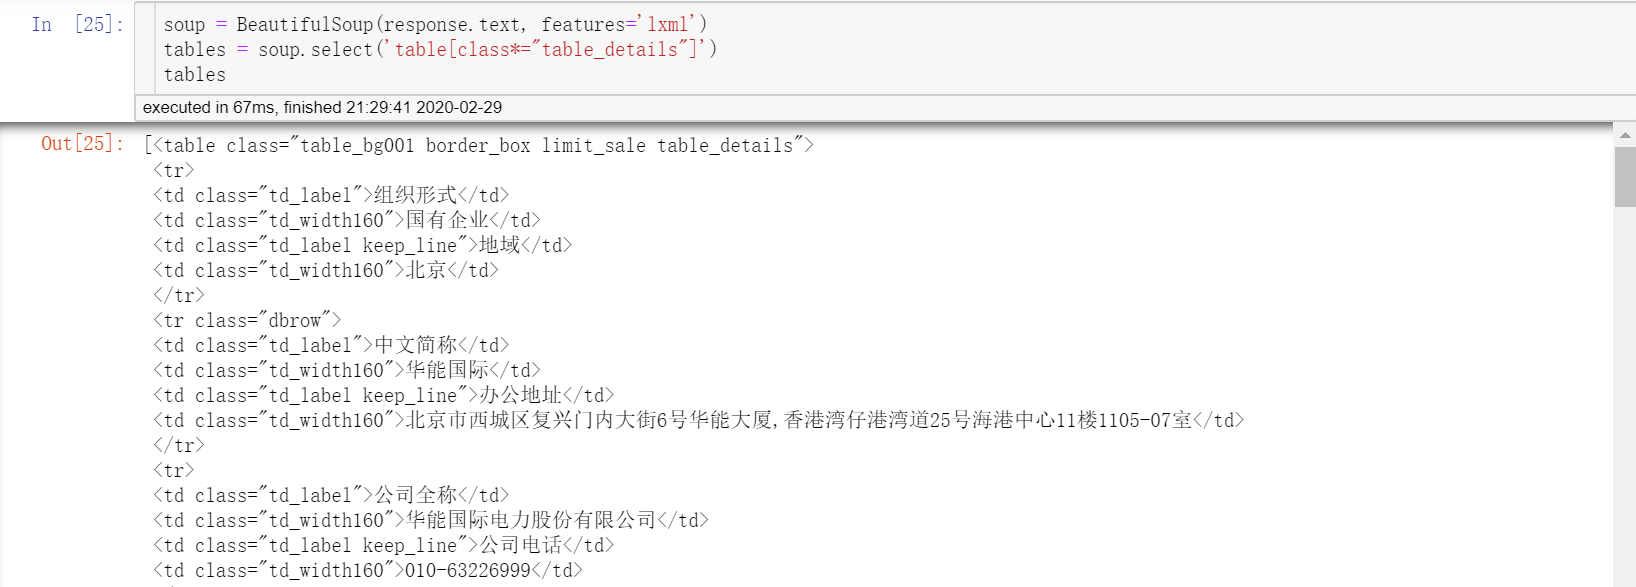 In [25]:
soup = BeautifulSoup(response.text, features='lxml')
tables = soup.select('table[class*="table_details"]')
tables
executed in 67ms, finished 21:29:41 2020-02-29
Out[25]:
[<table class="table_bg001 border_box limit_sale table_details">
<tr>
<td class="td_label">组织形式</td>
<td class="td_width160">国有企业</td>
<td class="td_label keep_line">地域</td>
<td class="td_width160">北京</td>
</tr>
<tr class="dbrow">
<td class="td_label">中文简称</td>
<td class="td_width160">华能国际</td>
<td class="td_label keep_line">办公地址</td>
<td class="td_width160">北京市西城区复兴门内大街6号华能大厦,香港湾仔港湾道25号海港中心11楼1105-07室</td>
</tr>
<tr>
<td class="td_label">公司全称</td>
<td class="td_width160">华能国际电力股份有限公司</td>
<td class="td_label keep_line">公司电话</td>
<td class="td_width160">010-63226999</td>